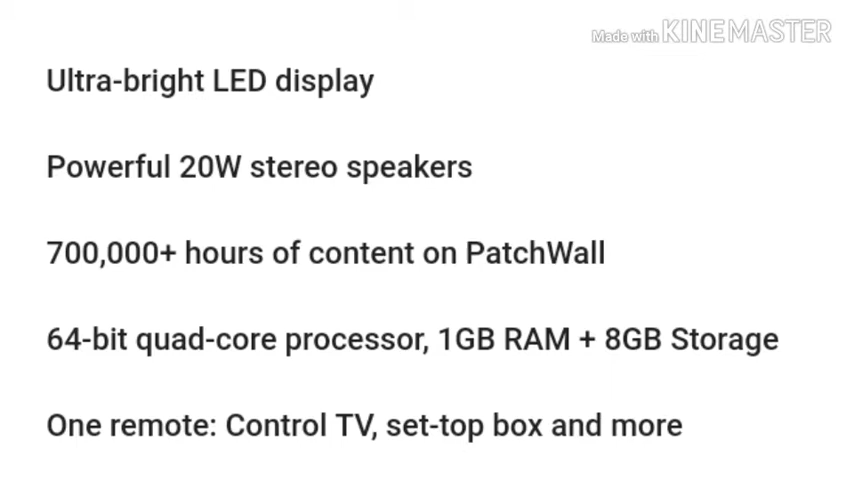 Made with KINEMASTER
Ultra-bright LED display
Powerful 20W stereo speakers
700,000+ hours of content on PatchWall
64-bit quad-core processor, 1GB RAM + 8GB Storage
One remote: Control TV, set-top box and more